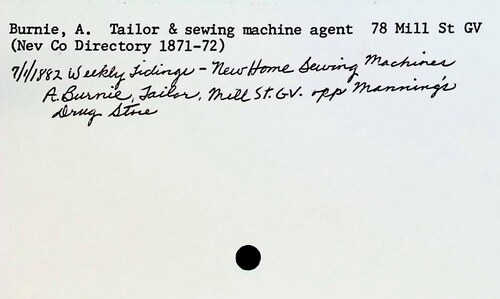 Burnie, A. Tailor & sewing machine agent 78 Mill St GV
(Nev Co Directory 1871-72)
7/1/1882 Weekly Tidings - New Home Sewing Machines
A. Burnie, Tailor, Mill St. GV. opp Manning's
Drug Store